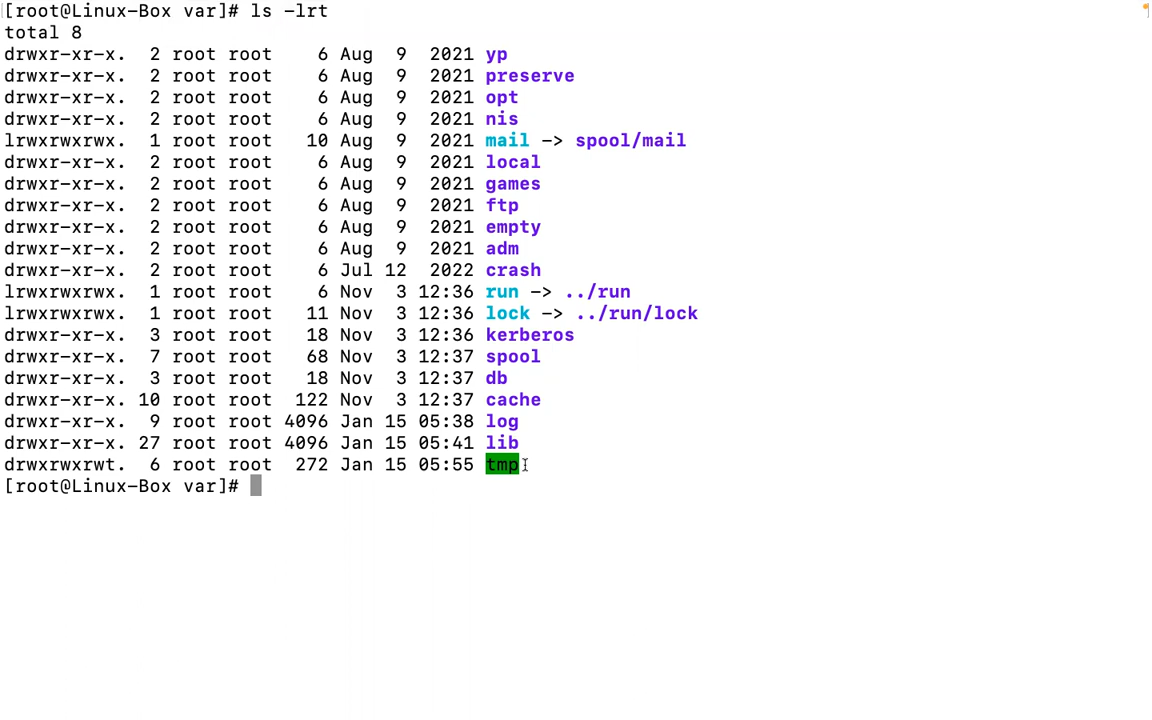 [root@Linux-Box var]# ls -lrt
total 8
drwxr-xr-x.  2 root root    6 Aug  9  2021 yp
drwxr-xr-x.  2 root root    6 Aug  9  2021 preserve
drwxr-xr-x.  2 root root    6 Aug  9  2021 opt
drwxr-xr-x.  2 root root    6 Aug  9  2021 nis
lrwxrwxrwx.  1 root root   10 Aug  9  2021 mail -> spool/mail
drwxr-xr-x.  2 root root    6 Aug  9  2021 local
drwxr-xr-x.  2 root root    6 Aug  9  2021 games
drwxr-xr-x.  2 root root    6 Aug  9  2021 ftp
drwxr-xr-x.  2 root root    6 Aug  9  2021 empty
drwxr-xr-x.  2 root root    6 Aug  9  2021 adm
drwxr-xr-x.  2 root root    6 Jul 12  2022 crash
lrwxrwxrwx.  1 root root    6 Nov  3 12:36 run -> ../run
lrwxrwxrwx.  1 root root   11 Nov  3 12:36 lock -> ../run/lock
drwxr-xr-x.  3 root root   18 Nov  3 12:36 kerberos
drwxr-xr-x.  7 root root   68 Nov  3 12:37 spool
drwxr-xr-x.  3 root root   18 Nov  3 12:37 db
drwxr-xr-x. 10 root root  122 Nov  3 12:37 cache
drwxr-xr-x.  9 root root 4096 Jan 15 05:38 log
drwxr-xr-x. 27 root root 4096 Jan 15 05:41 lib
drwxrwxrwt.  6 root root  272 Jan 15 05:55 tmp
[root@Linux-Box var]#